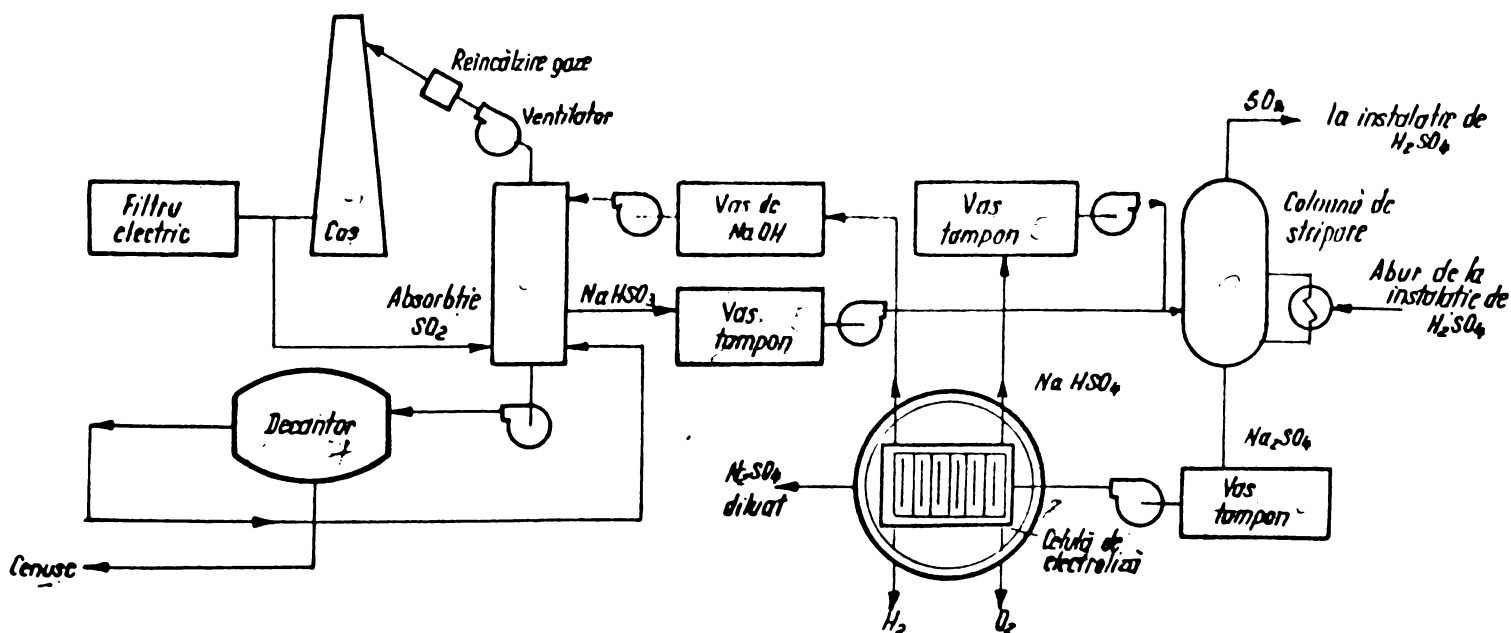 Reîncălzire gaze
Ventilator
SO₂
la instalatie de
H₂SO₄
Filtru
electric
Cos
Vas de
NaOH
Vas
tampon
Coloană de
stripare
Absorbtie
SO₂
NaHSO₃
Vas
tampon
Abur de la
instalatie de
H₂SO₄
Decantor
NaHSO₄
Na₂SO₄
H₂SO₄
diluat
Vas
tampon
Celulă de
electroliză
Cenuse
H₂
O₂